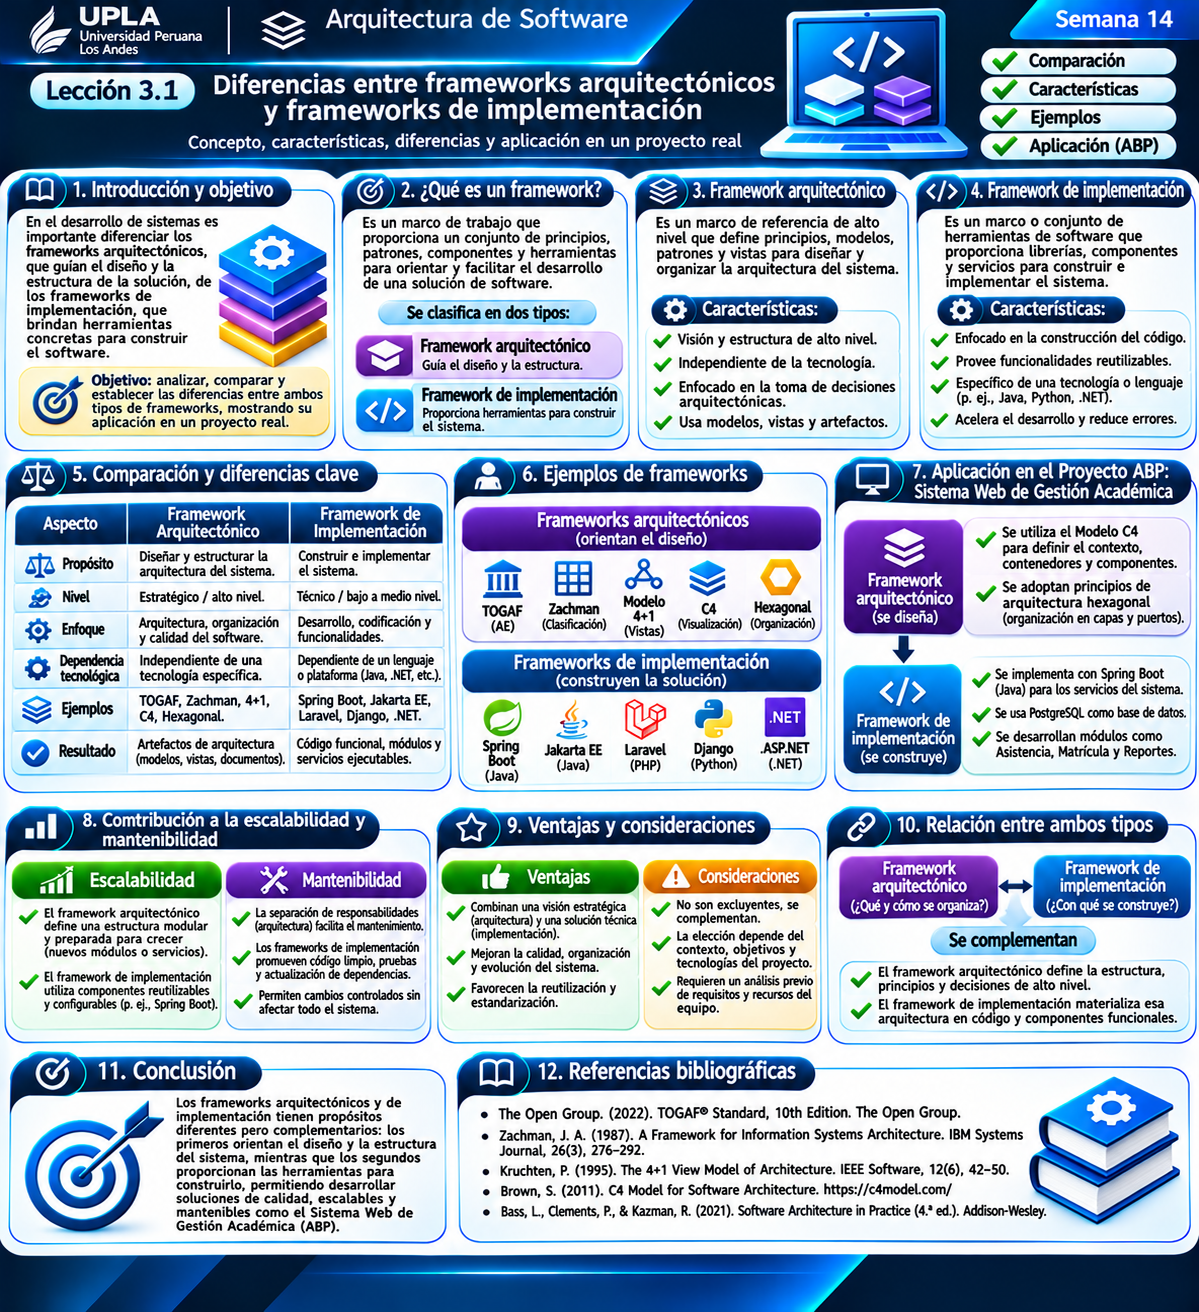 UPLA
Universidad Peruana
Los Andes
Arquitectura de Software
Semana 14
Lección 3.1
Diferencias entre frameworks arquitectónicos
y frameworks de implementación
Concepto, características, diferencias y aplicación en un proyecto real
</>
Comparación
Características
Ejemplos
Aplicación (ABP)
1. Introducción y objetivo
En el desarrollo de sistemas es
importante diferenciar los
frameworks arquitectónicos,
que guían el diseño y la
estructura de la solución, de
los frameworks de
implementación, que
brindan herramientas
concretas para construir
el software.
Objetivo: analizar, comparar y
establecer las diferencias entre ambos
tipos de frameworks, mostrando su
aplicación en un proyecto real.
2. ¿Qué es un framework?
Es un marco de trabajo que
proporciona un conjunto de principios,
patrones, componentes y herramientas
para orientar y facilitar el desarrollo
de una solución de software.
Se clasifica en dos tipos:
Framework arquitectónico
Guía el diseño y la estructura.
</>
Framework de implementación
Proporciona herramientas para construir
el sistema.
3. Framework arquitectónico
Es un marco de referencia de alto
nivel que define principios, modelos,
patrones y vistas para diseñar y
organizar la arquitectura del sistema.
Características:
Visión y estructura de alto nivel.
Independiente de la tecnología.
Enfocado en la toma de decisiones
arquitectónicas.
Usa modelos, vistas y artefactos.
</>
4. Framework de implementación
Es un marco o conjunto de
herramientas de software que
proporciona librerías, componentes
y servicios para construir e
implementar el sistema.
Características:
Enfocado en la construcción del código.
Provee funcionalidades reutilizables.
Específico de una tecnología o lenguaje
(p. ej., Java, Python, .NET).
Acelera el desarrollo y reduce errores.
5. Comparación y diferencias clave
Aspecto
Framework
Arquitectónico
Framework de
Implementación
Propósito
Diseñar y estructurar la
arquitectura del sistema.
Construir e implementar
el sistema.
Nivel
Estratégico / alto nivel.
Técnico / bajo a medio nivel.
Enfoque
Arquitectura, organización
y calidad del software.
Desarrollo, codificación y
funcionalidades.
Dependencia
tecnológica
Independiente de una
tecnología específica.
Dependiente de un lenguaje
o plataforma (Java, .NET, etc.).
Ejemplos
TOGAF, Zachman, 4+1,
C4, Hexagonal.
Spring Boot, Jakarta EE,
Laravel, Django, .NET.
Resultado
Artefactos de arquitectura
(modelos, vistas, documentos).
Código funcional, módulos y
servicios ejecutables.
6. Ejemplos de frameworks
Frameworks arquitectónicos
(orientan el diseño)
TOGAF
(AE)
Zachman
(Clasificación)
Modelo
4+1
(Vistas)
C4
(Visualización)
Hexagonal
(Organización)
Frameworks de implementación
(construyen la solución)
Spring
Boot
(Java)
Jakarta EE
(Java)
Laravel
(PHP)
Django
(Python)
.NET
.ASP.NET
(.NET)
7. Aplicación en el Proyecto ABP:
Sistema Web de Gestión Académica
Framework
arquitectónico
(se diseña)
Se utiliza el Modelo C4
para definir el contexto,
contenedores y componentes.
Se adoptan principios de
arquitectura hexagonal
(organización en capas y puertos).
</>
Framework de
implementación
(se construye)
Se implementa con Spring Boot
(Java) para los servicios del sistema.
Se usa PostgreSQL como base de datos.
Se desarrollan módulos como
Asistencia, Matrícula y Reportes.
8. Comtribución a la escalabilidad y
mantenibilidad
Escalabilidad
El framework arquitectónico
define una estructura modular
y preparada para crecer
(nuevos módulos o servicios).
El framework de implementación
utiliza componentes reutilizables
y configurables (p. ej., Spring Boot).
Mantenibilidad
La separación de responsabilidades
(arquitectura) facilita el mantenimiento.
Los frameworks de implementación
promueven código limpio, pruebas
y actualización de dependencias.
Permiten cambios controlados sin
afectar todo el sistema.
9. Ventajas y consideraciones
Ventajas
Combinan una visión estratégica
(arquitectura) y una solución técnica
(implementación).
Mejoran la calidad, organización
y evolución del sistema.
Favorecen la reutilización y
estandarización.
Consideraciones
No son excluyentes, se
complementan.
La elección depende del
contexto, objetivos y
tecnologías del proyecto.
Requieren un análisis previo
de requisitos y recursos del
equipo.
10. Relación entre ambos tipos
Framework
arquitectónico
(¿Qué y cómo se organiza?)
Framework de
implementación
(¿Con qué se construye?)
Se complementan
El framework arquitectónico define la estructura,
principios y decisiones de alto nivel.
El framework de implementación materializa esa
arquitectura en código y componentes funcionales.
11. Conclusión
Los frameworks arquitectónicos y de
implementación tienen propósitos
diferentes pero complementarios: los
primeros orientan el diseño y la estructura
del sistema, mientras que los segundos
proporcionan las herramientas para
construirlo, permitiendo desarrollar
soluciones de calidad, escalables y
mantenibles como el Sistema Web de
Gestión Académica (ABP).
12. Referencias bibliográficas
• The Open Group. (2022). TOGAF® Standard, 10th Edition. The Open Group.
• Zachman, J. A. (1987). A Framework for Information Systems Architecture. IBM Systems
Journal, 26(3), 276–292.
• Kruchten, P. (1995). The 4+1 View Model of Architecture. IEEE Software, 12(6), 42–50.
• Brown, S. (2011). C4 Model for Software Architecture. https://c4model.com/
• Bass, L., Clements, P., & Kazman, R. (2021). Software Architecture in Practice (4.ª ed.). Addison-Wesley.